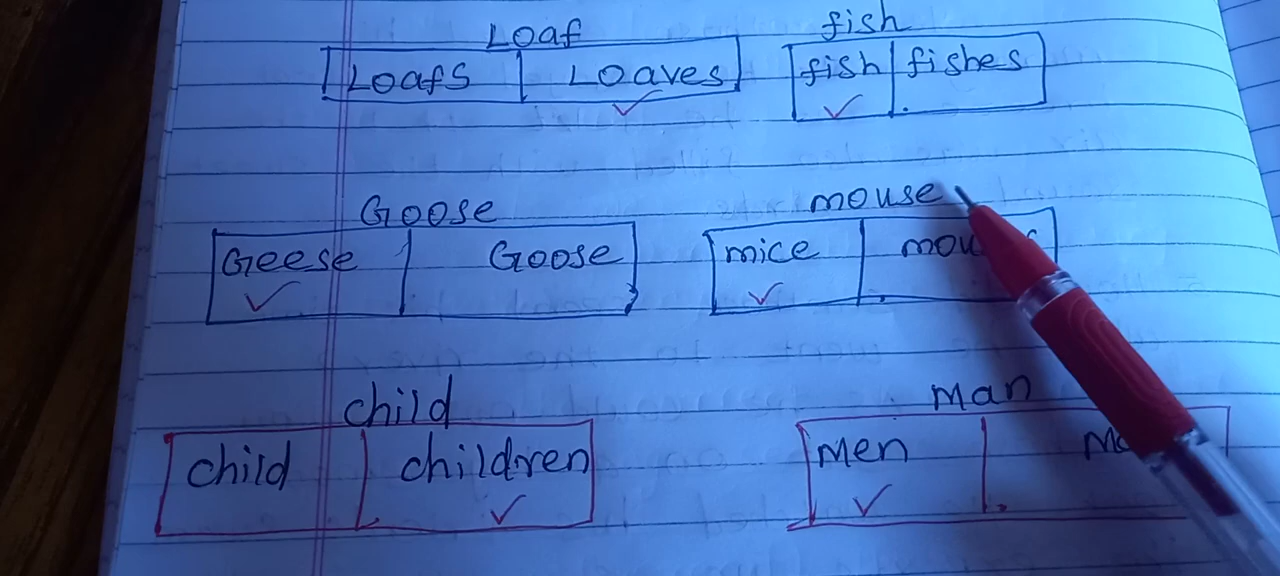 Loaf fish
Loafs Loaves fish fishes
Goose mouse
Geese Goose mice
child Man
child children Men